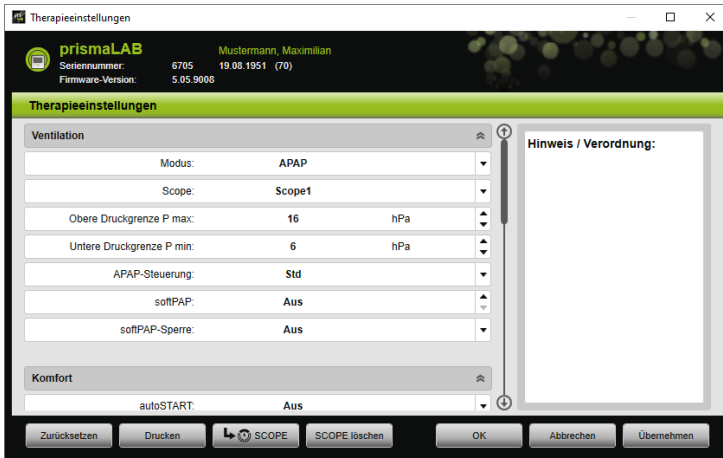 Therapieeinstellungen
prismaLAB Mustermann, Maximilian
Seriennummer: 6705 19.08.1951 (70)
Firmware-Version: 5.05.9008
Therapieeinstellungen
Ventilation
Hinweis / Verordnung:
Modus: APAP
Scope: Scope1
Obere Druckgrenze P max: 16 hPa
Untere Druckgrenze P min: 6 hPa
APAP-Steuerung: Std
softPAP: Aus
softPAP-Sperre: Aus
Komfort
autoSTART: Aus
Zurücksetzen Drucken SCOPE SCOPE löschen OK Abbrechen Übernehmen